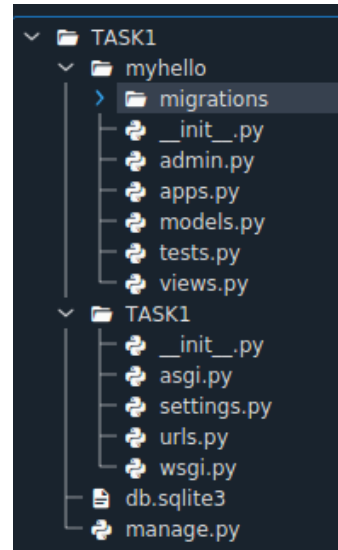 TASK1
myhello
migrations
__init__.py
admin.py
apps.py
models.py
tests.py
views.py
TASK1
__init__.py
asgi.py
settings.py
urls.py
wsgi.py
db.sqlite3
manage.py